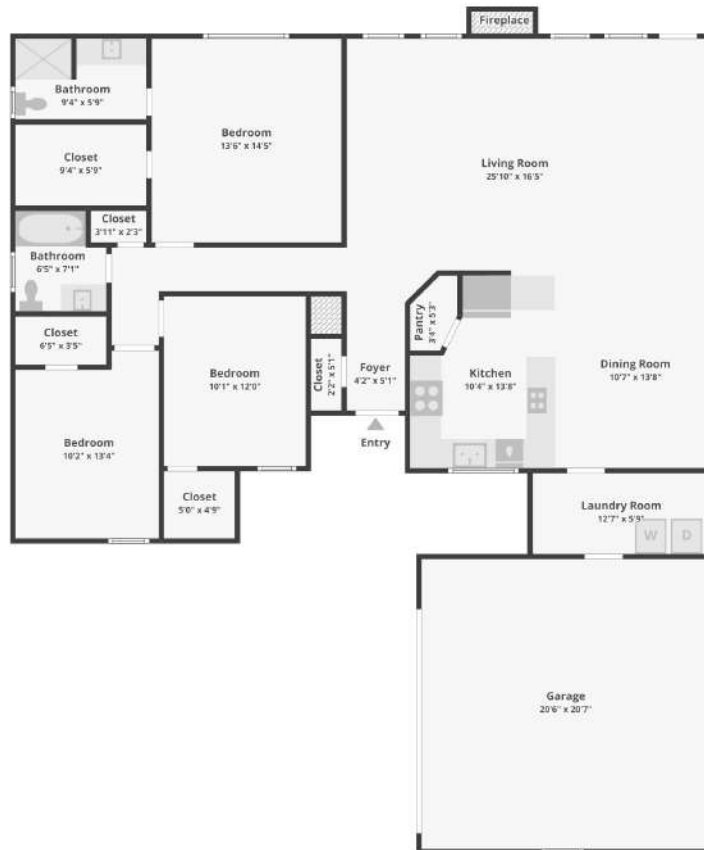 Fireplace
Bathroom
9'4" x 5'9"
Bedroom
13'6" x 14'5"
Living Room
25'10" x 16'5"
Closet
9'4" x 5'9"
Closet
3'11" x 2'3"
Bathroom
6'5" x 7'1"
Closet
6'5" x 3'5"
Bedroom
10'1" x 12'0"
Closet
2'2" x 5'1"
Foyer
4'2" x 5'1"
Pantry
3'4" x 5'3"
Kitchen
10'4" x 13'8"
Dining Room
10'7" x 13'8"
Entry
Bedroom
10'2" x 13'4"
Closet
5'0" x 4'9"
Laundry Room
12'7" x 5'9"
W
D
Garage
20'6" x 20'7"